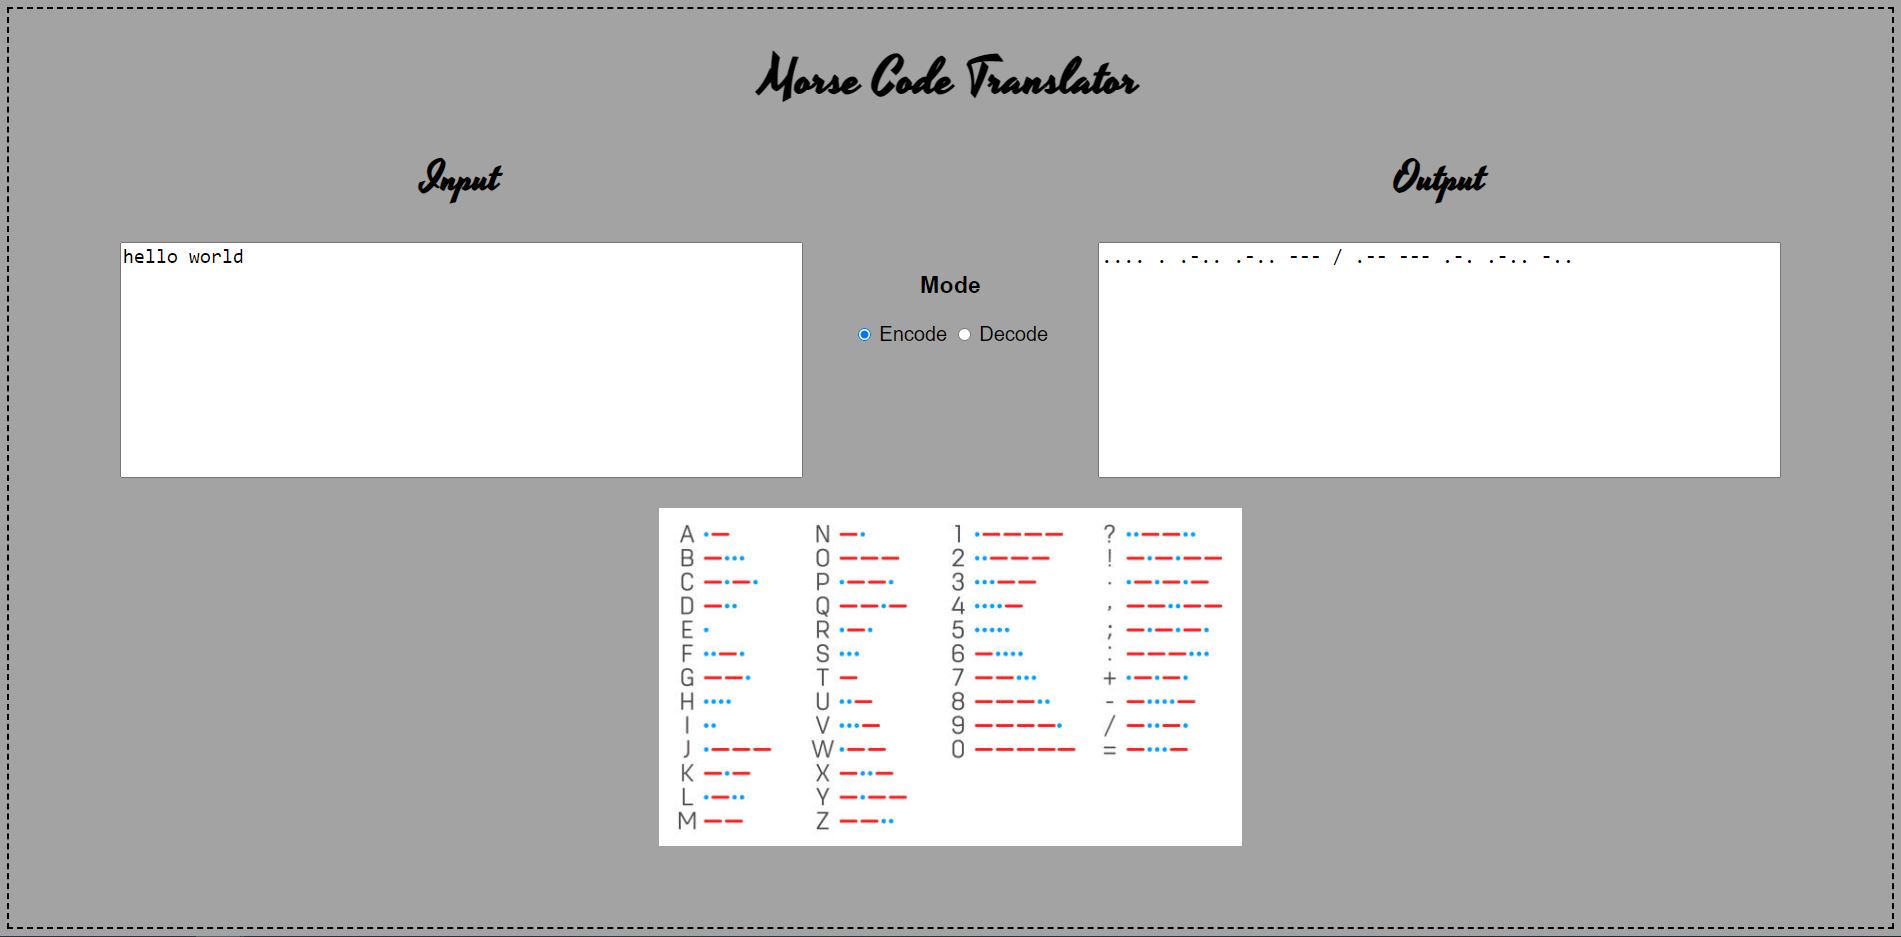 Morse Code Translator
Input
Output
hello world
Mode
Encode Decode
.... . .-.. .-.. --- / .-- --- .-. .-.. -..
A •— N —• 1 •———— ? ••——••
B —••• O ——— 2 ••——— ! —•—•——
C —•—• P •——• 3 •••—— . •—•—•—
D —•• Q ——•— 4 ••••— , ——••——
E • R •—• 5 ••••• ; —•—•—•
F ••—• S ••• 6 —•••• : ———•••
G ——• T — 7 ——••• + •—•—•
H •••• U ••— 8 ———•• - —••••—
I •• V •••— 9 ————• / —••—•
J •——— W •—— 0 ————— = —•••—
K —•— X —••—
L •—•• Y —•——
M —— Z ——••